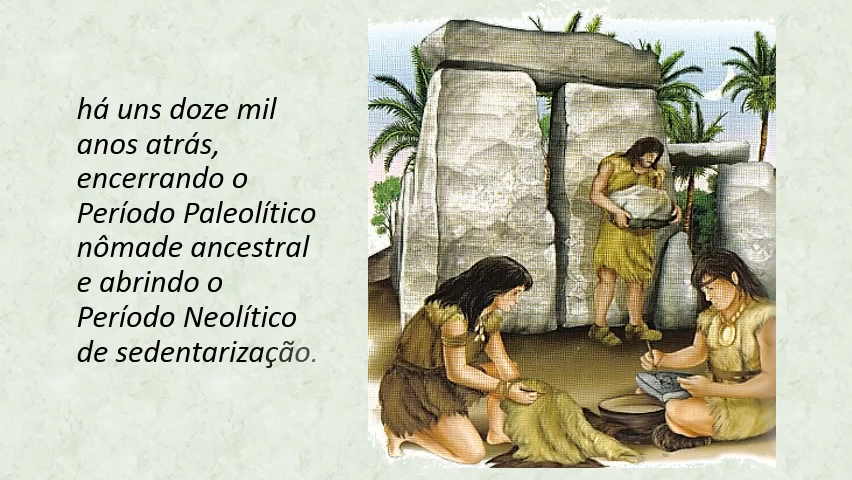 há uns doze mil
anos atrás,
encerrando o
Período Paleolítico
nômade ancestral
e abrindo o
Período Neolítico
de sedentarização.